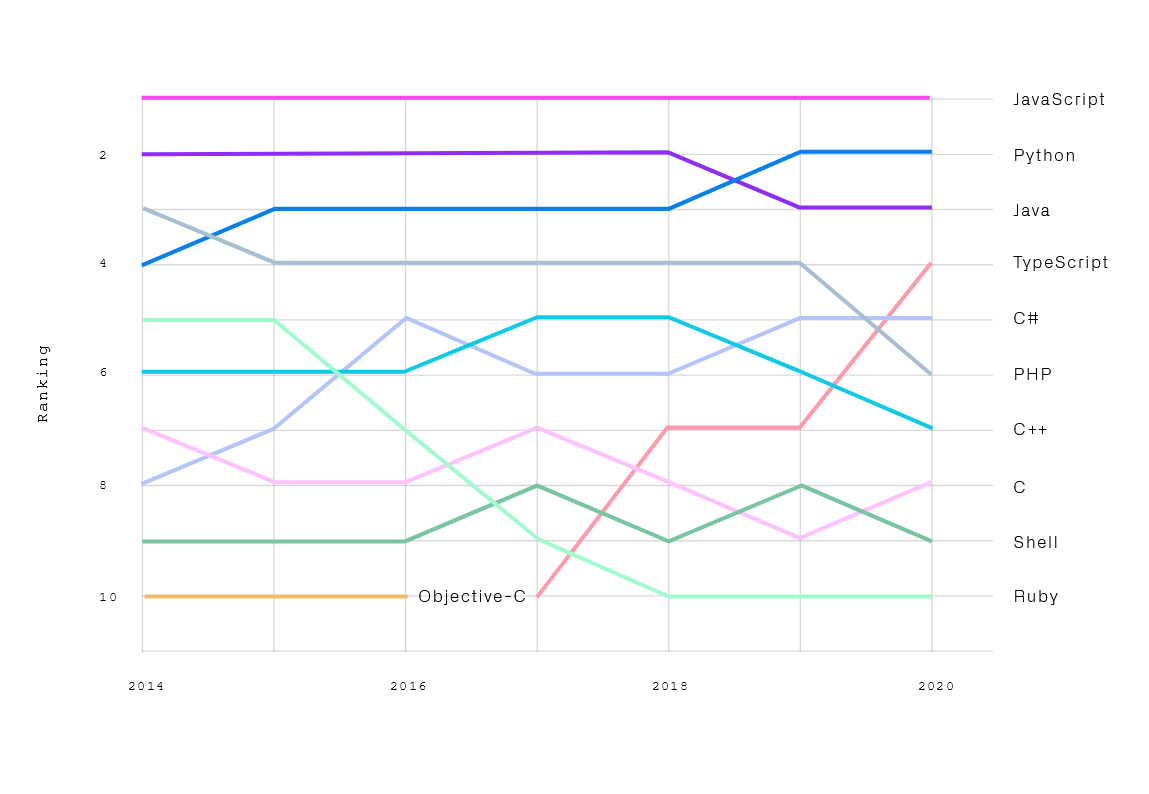 JavaScript
2
Python
Java
4
TypeScript
C#
Ranking
6
PHP
C++
8
C
Shell
10
Objective-C
Ruby
2014
2016
2018
2020